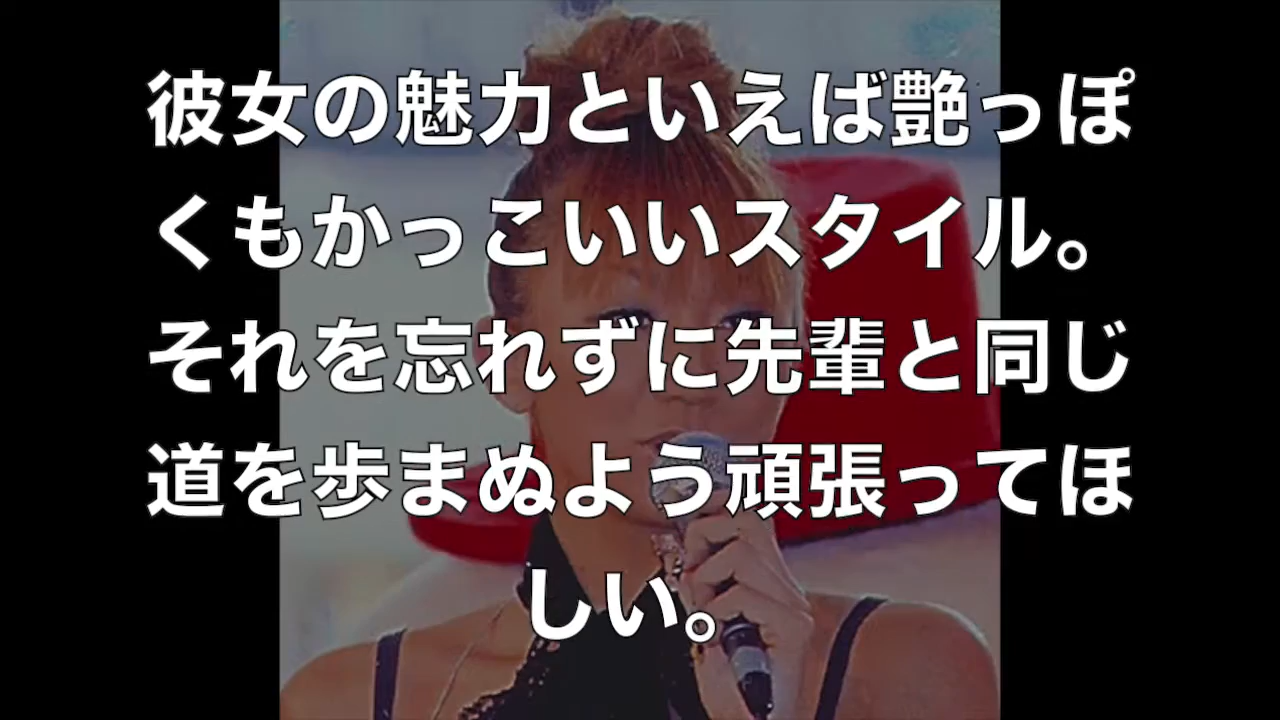 彼女の魅力といえば艶っぽ
くもかっこいいスタイル。
それを忘れずに先輩と同じ
道を歩まぬよう頑張ってほ
しい。